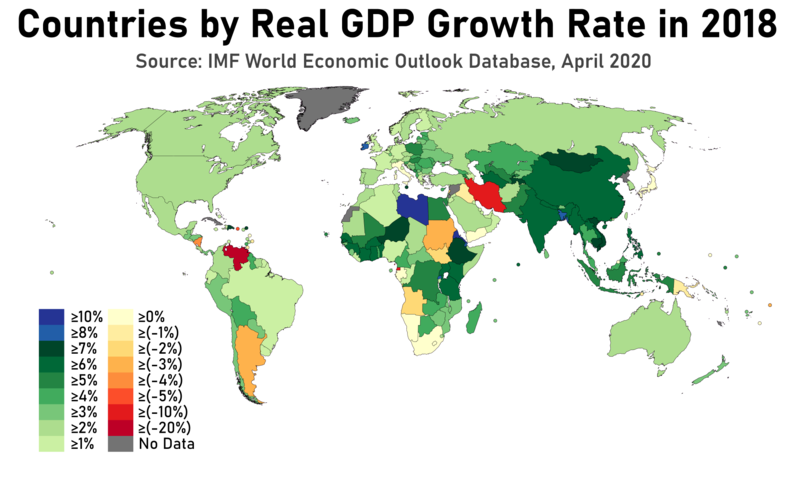 Countries by Real GDP Growth Rate in 2018
Source: IMF World Economic Outlook Database, April 2020
≥10% ≥0%
≥8% ≥(-1%)
≥7% ≥(-2%)
≥6% ≥(-3%)
≥5% ≥(-4%)
≥4% ≥(-5%)
≥3% ≥(-10%)
≥2% ≥(-20%)
≥1% No Data